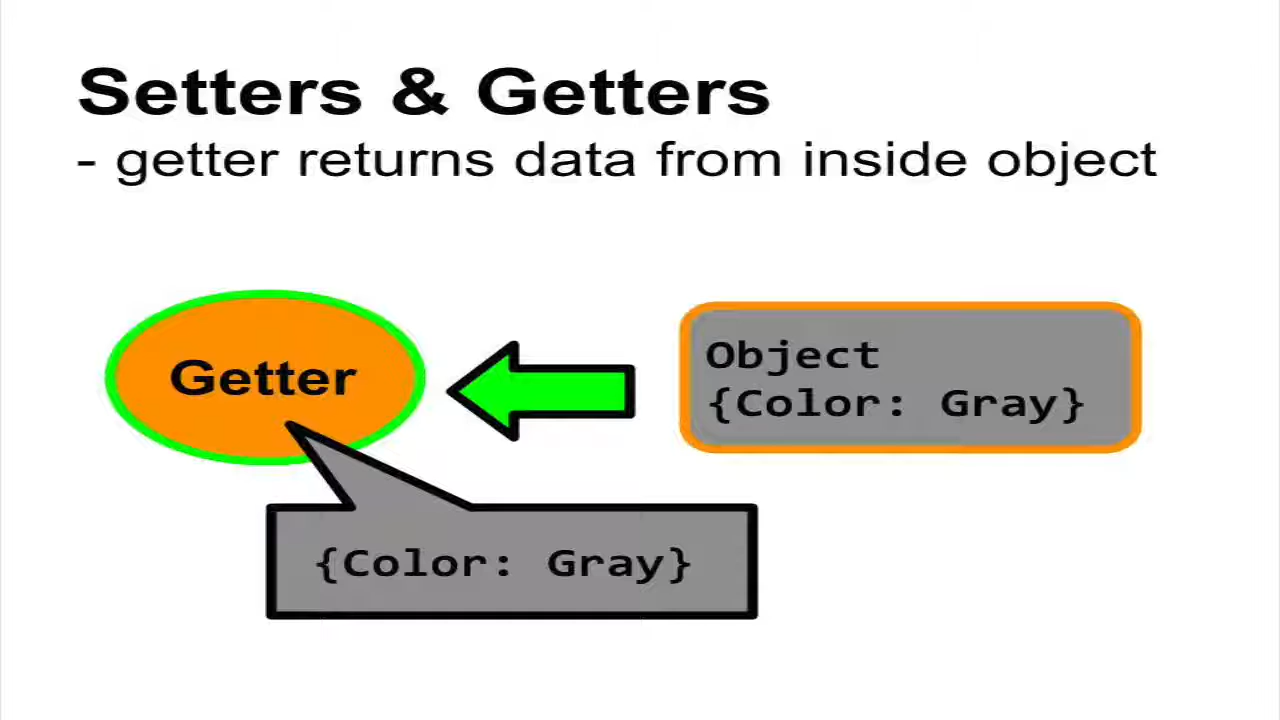 Setters & Getters
- getter returns data from inside object
Getter
Object
{Color: Gray}
{Color: Gray}